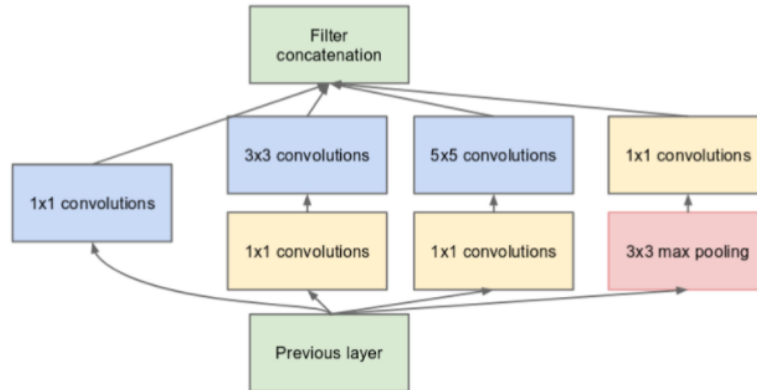 Filter
concatenation
3x3 convolutions
5x5 convolutions
1x1 convolutions
1x1 convolutions
1x1 convolutions
1x1 convolutions
3x3 max pooling
Previous layer